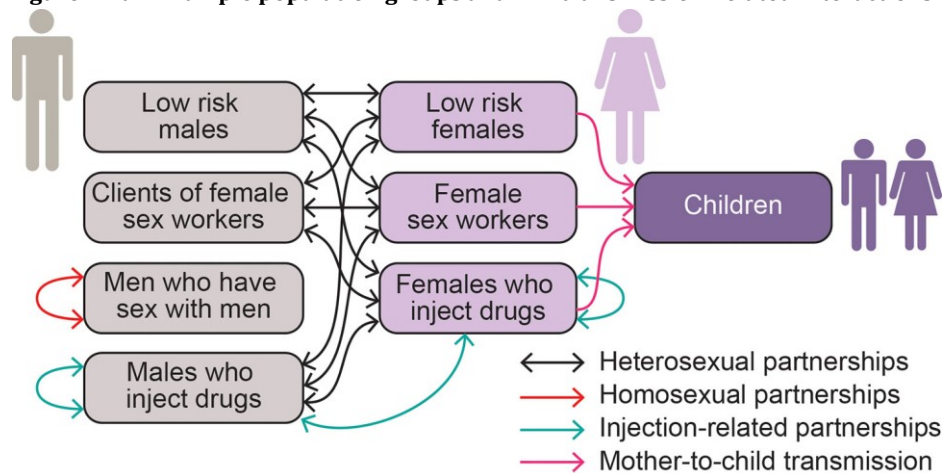 Low risk
males
Low risk
females
Clients of female
sex workers
Female
sex workers
Children
Men who have
sex with men
Females who
inject drugs
Males who
inject drugs
Heterosexual partnerships
Homosexual partnerships
Injection-related partnerships
Mother-to-child transmission